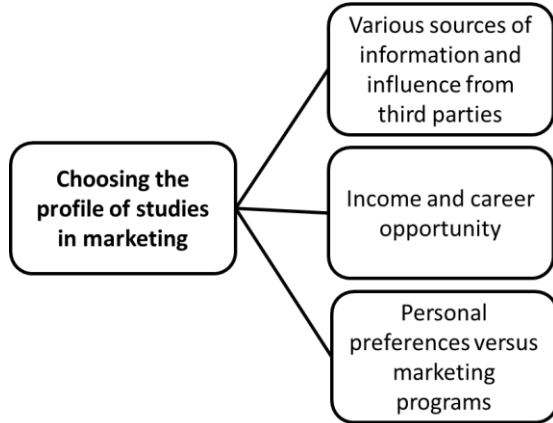 Various sources of
information and
influence from
third parties
Choosing the
profile of studies
in marketing
Income and career
opportunity
Personal
preferences versus
marketing
programs